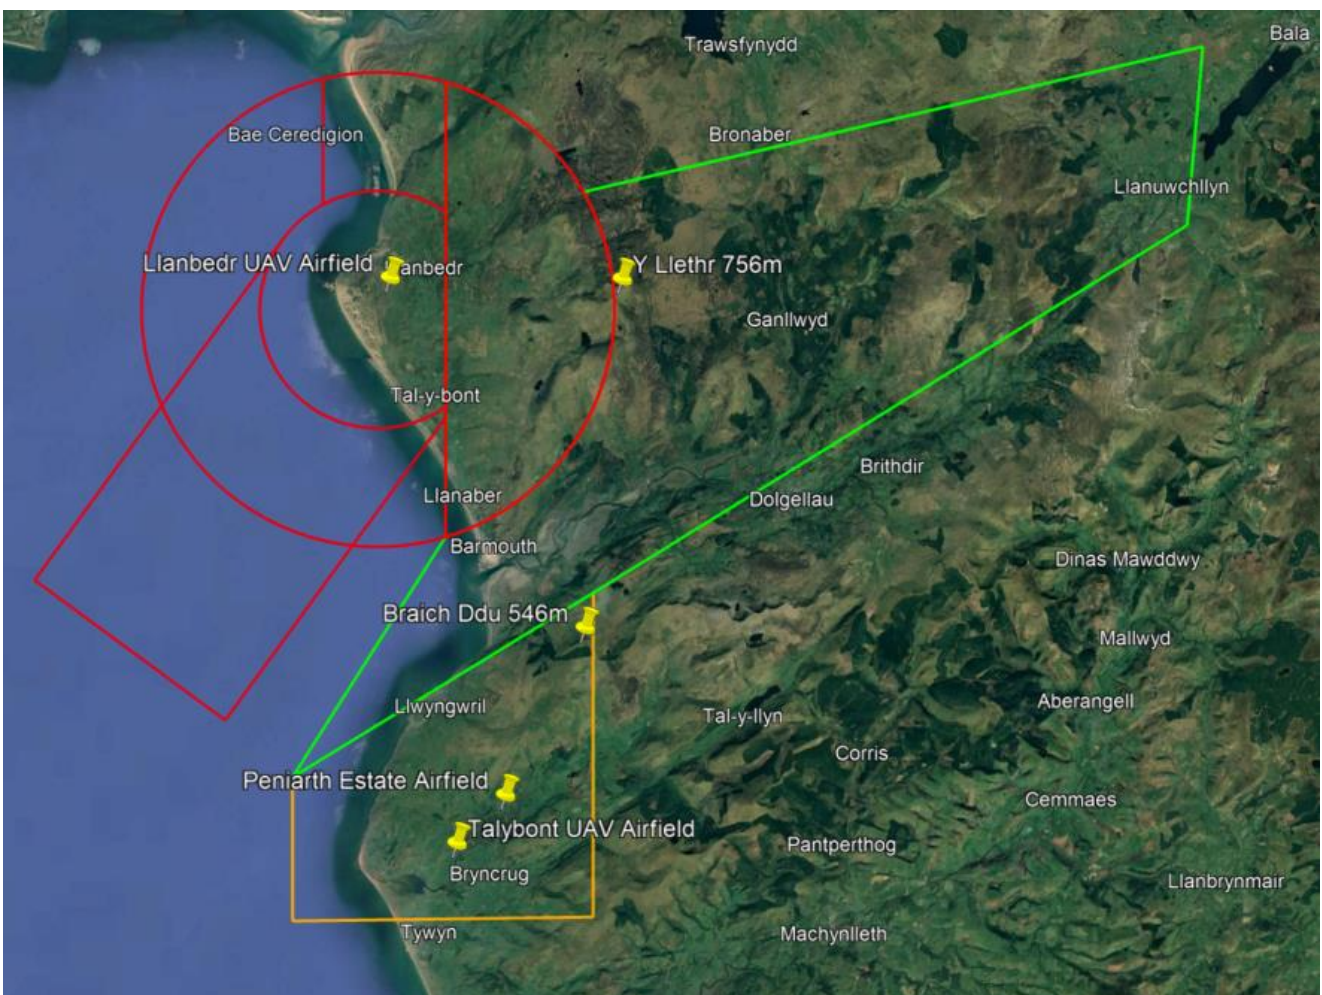 Bala
Trawsfynydd
Bae Ceredigion
Bronaber
Llanuwchllyn
Llanbedr UAV Airfield
anbedr
Y Llethr 756m
Ganllwyd
Tal-y-bont
Brithdir
Llanaber
Dolgellau
Barmouth
Dinas Mawddwy
Braich Ddu 546m
Mallwyd
Aberangell
Llwyngwril
Tal-y-llyn
Corris
Peniarth Estate Airfield
Cemmaes
Talybont UAV Airfield
Pantperthog
Bryncrug
Llanbrynmair
Tywyn
Machynlleth